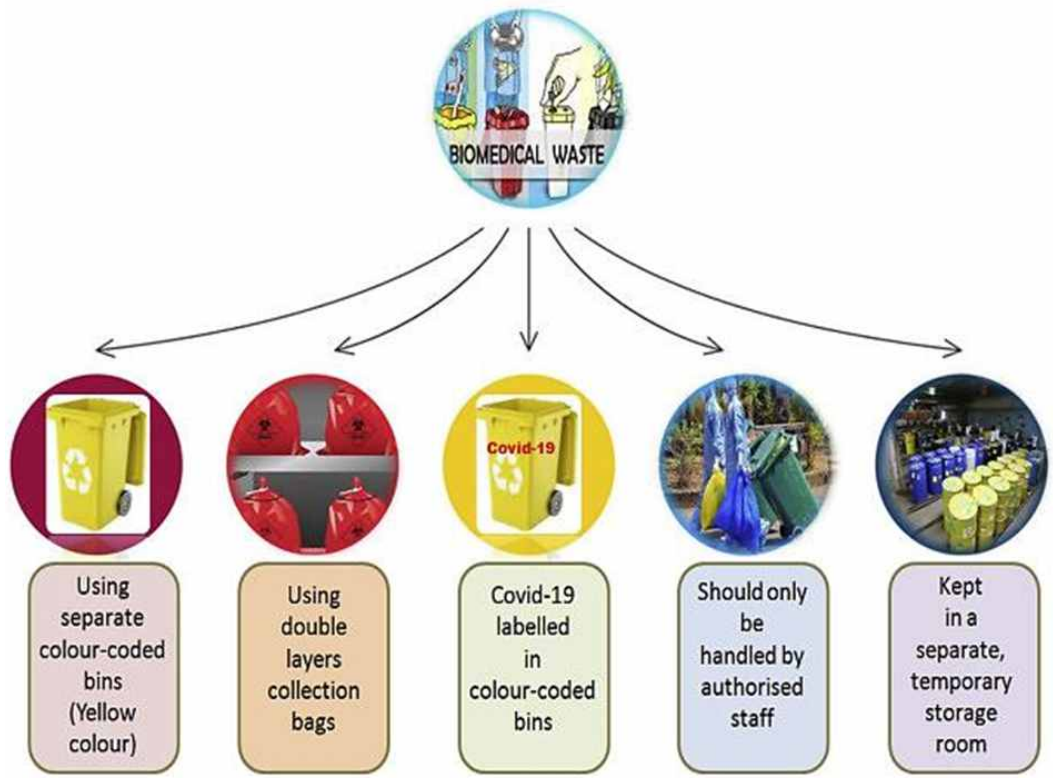 BIOMEDICAL WASTE
Covid-19
Using
separate
colour-coded
bins
(Yellow
colour)
Using
double
layers
collection
bags
Covid-19
labelled
in
colour-coded
bins
Should only
be
handled by
authorised
staff
Kept
in a
separate,
temporary
storage
room